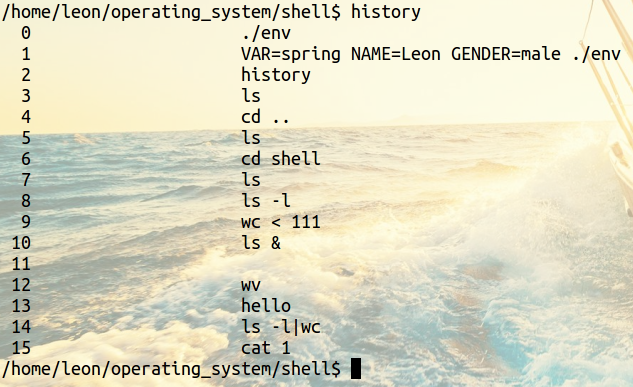 /home/leon/operating_system/shell$ history
0 ./env
1 VAR=spring NAME=Leon GENDER=male ./env
2 history
3 ls
4 cd ..
5 ls
6 cd shell
7 ls
8 ls -l
9 wc < 111
10 ls &
11
12 wv
13 hello
14 ls -l|wc
15 cat 1
/home/leon/operating_system/shell$